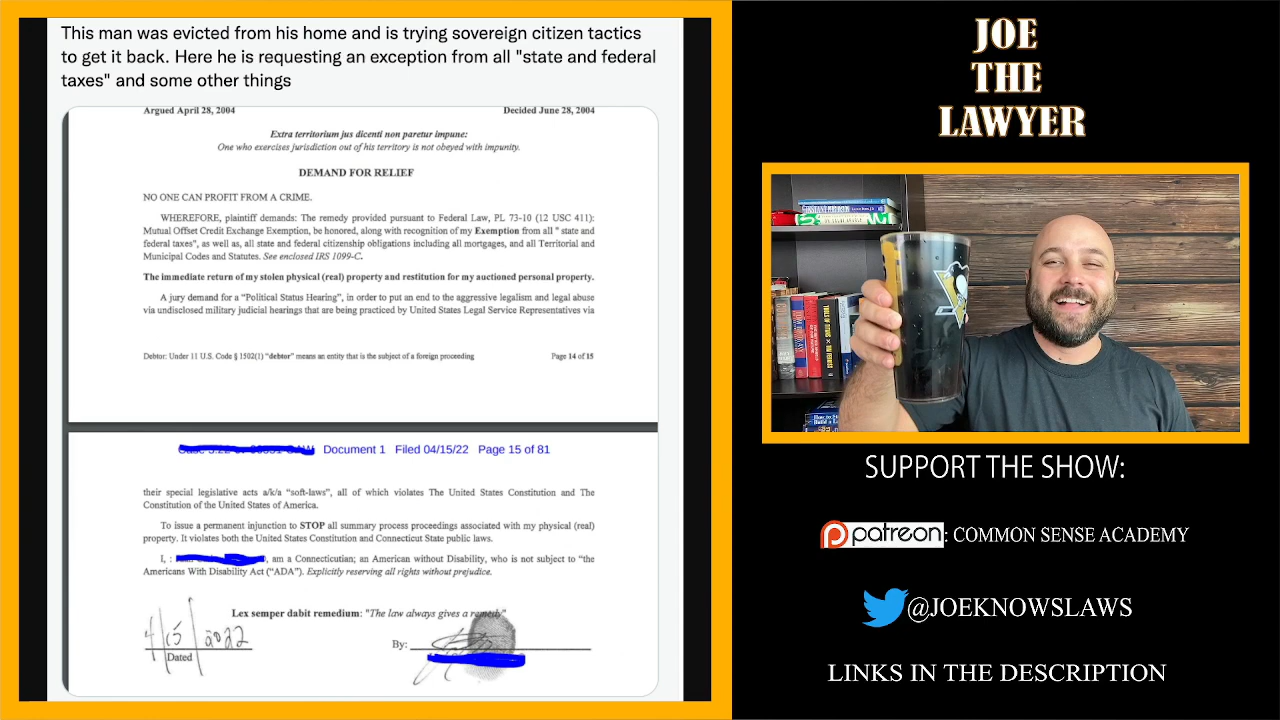 This man was evicted from his home and is trying sovereign citizen tactics
to get it back. Here he is requesting an exception from all "state and federal
taxes" and some other things
Argued April 28, 2004 Decided June 28, 2004
Extra territorium jus dicenti non paretur impune:
One who exercises jurisdiction out of his territory is not obeyed with impunity.
DEMAND FOR RELIEF
NO ONE CAN PROFIT FROM A CRIME.
WHEREFORE, plaintiff demands: The remedy provided pursuant to Federal Law, PL 73-10 (12 USC 411):
Mutual Offset Credit Exchange Exemption, be honored, along with recognition of my Exemption from all " state and
federal taxes", as well as, all state and federal citizenship obligations including all mortgages, and all Territorial and
Municipal Codes and Statutes. See enclosed IRS 1099-C.
The immediate return of my stolen physical (real) property and restitution for my auctioned personal property.
A jury demand for a "Political Status Hearing", in order to put an end to the aggressive legalism and legal abuse
via undisclosed military judicial hearings that are being practiced by United States Legal Service Representatives via
Debtor: Under 11 U.S. Code § 1502(1) "debtor" means an entity that is the subject of a foreign proceeding Page 14 of 15
Document 1 Filed 04/15/22 Page 15 of 81
their special legislative acts a/k/a "soft-laws", all of which violates The United States Constitution and The
Constitution of the United States of America.
To issue a permanent injunction to STOP all summary process proceedings associated with my physical (real)
property. It violates both the United States Constitution and Connecticut State public laws.
I, : , am a Connecticutian; an American without Disability, who is not subject to "the
Americans With Disability Act ("ADA"). Explicitly reserving all rights without prejudice.
Lex semper dabit remedium: "The law always gives a remedy"
4/15/2022
Dated
By:
JOE
THE
LAWYER
SUPPORT THE SHOW:
patreon: COMMON SENSE ACADEMY
@JOEKNOWSLAWS
LINKS IN THE DESCRIPTION